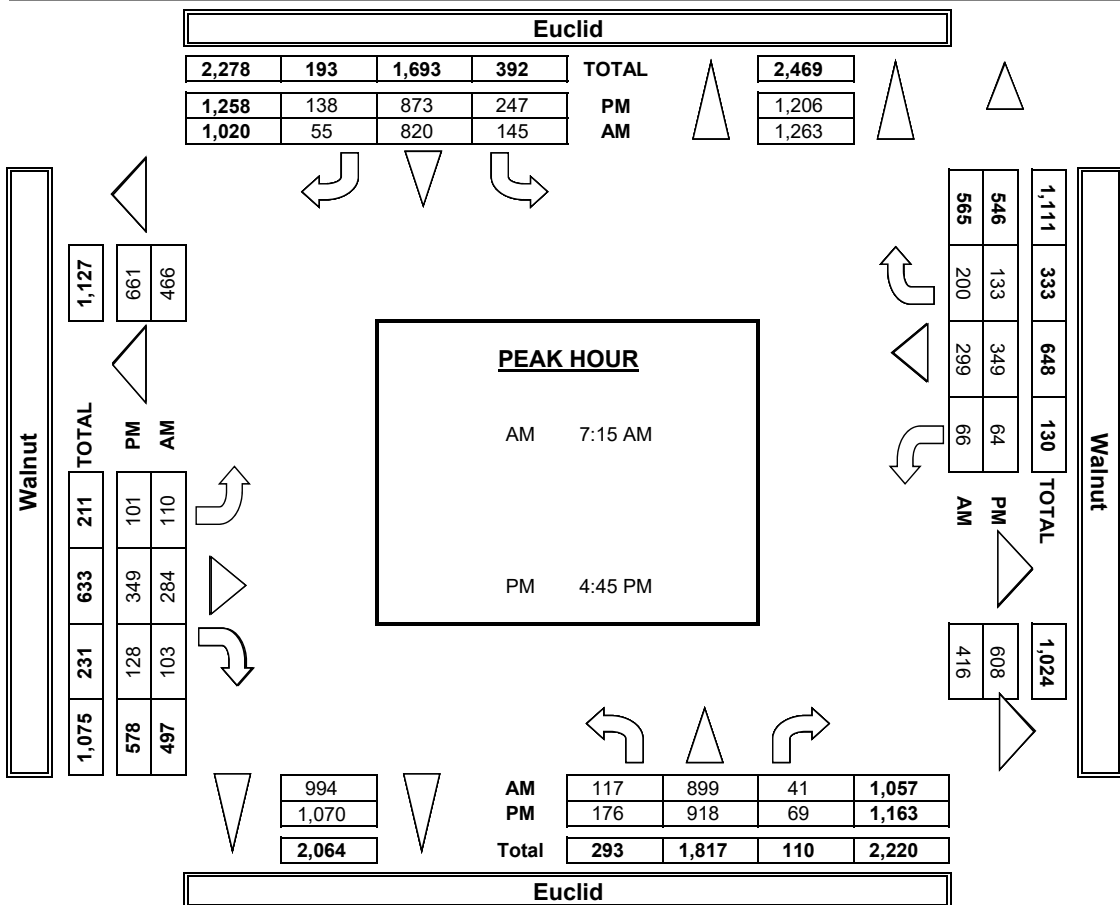 Euclid
2,278 193 1,693 392 TOTAL 2,469
1,258 138 873 247 PM 1,206
1,020 55 820 145 AM 1,263
Walnut
1,127
661
466
TOTAL 211 633 231 1,075
PM 101 349 128 578
AM 110 284 103 497
PEAK HOUR
AM 7:15 AM
PM 4:45 PM
1,111 333 648 130 TOTAL 1,024
546 133 349 64 PM 608
565 200 299 66 AM 416
Walnut
994 AM 117 899 41 1,057
1,070 PM 176 918 69 1,163
2,064 Total 293 1,817 110 2,220
Euclid